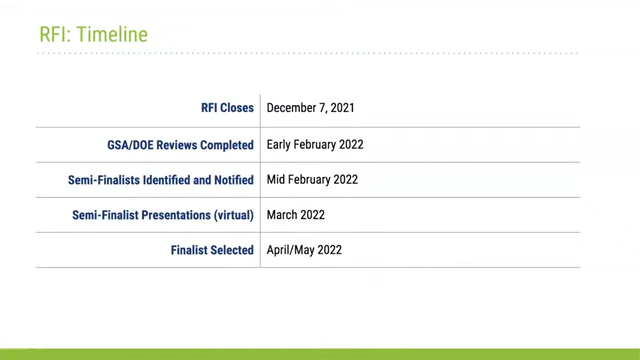 RFI: Timeline
RFI Closes December 7, 2021
GSA/DOE Reviews Completed Early February 2022
Semi-Finalists Identified and Notified Mid February 2022
Semi-Finalist Presentations (virtual) March 2022
Finalist Selected April/May 2022